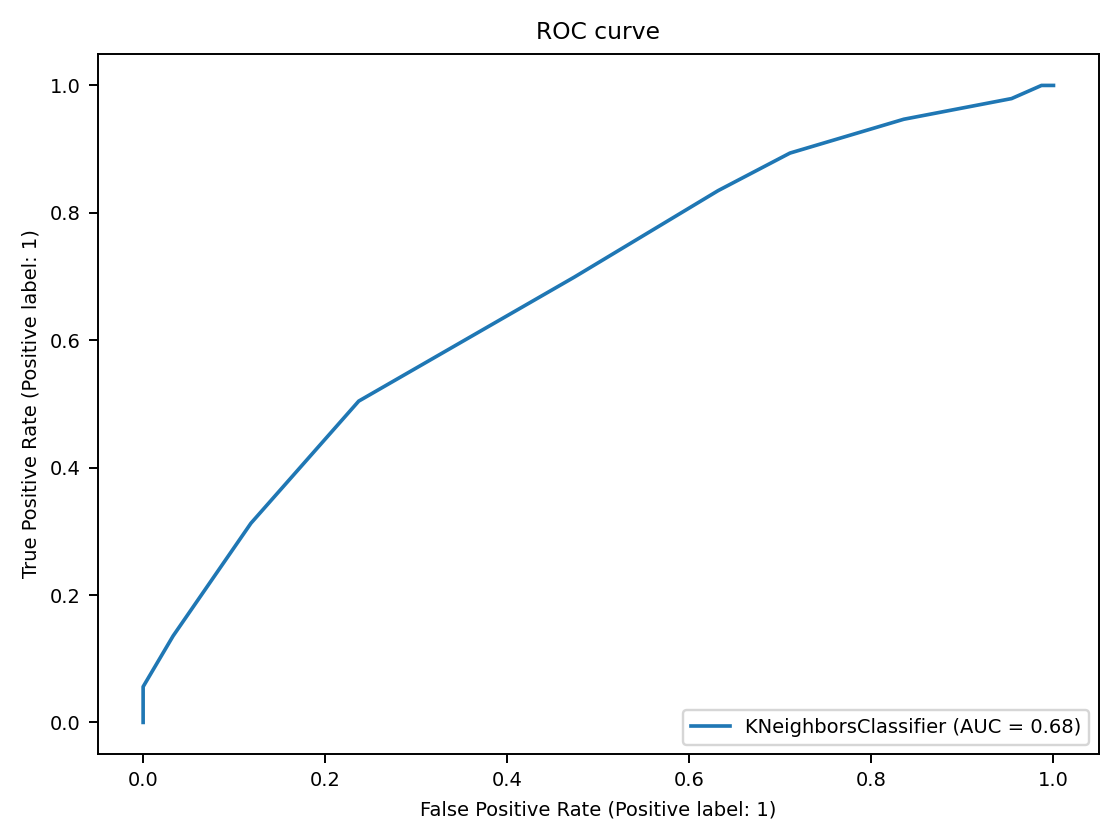 ROC curve
True Positive Rate (Positive label: 1)
1.0
0.8
0.6
0.4
0.2
0.0
KNeighborsClassifier (AUC = 0.68)
0.0 0.2 0.4 0.6 0.8 1.0
False Positive Rate (Positive label: 1)